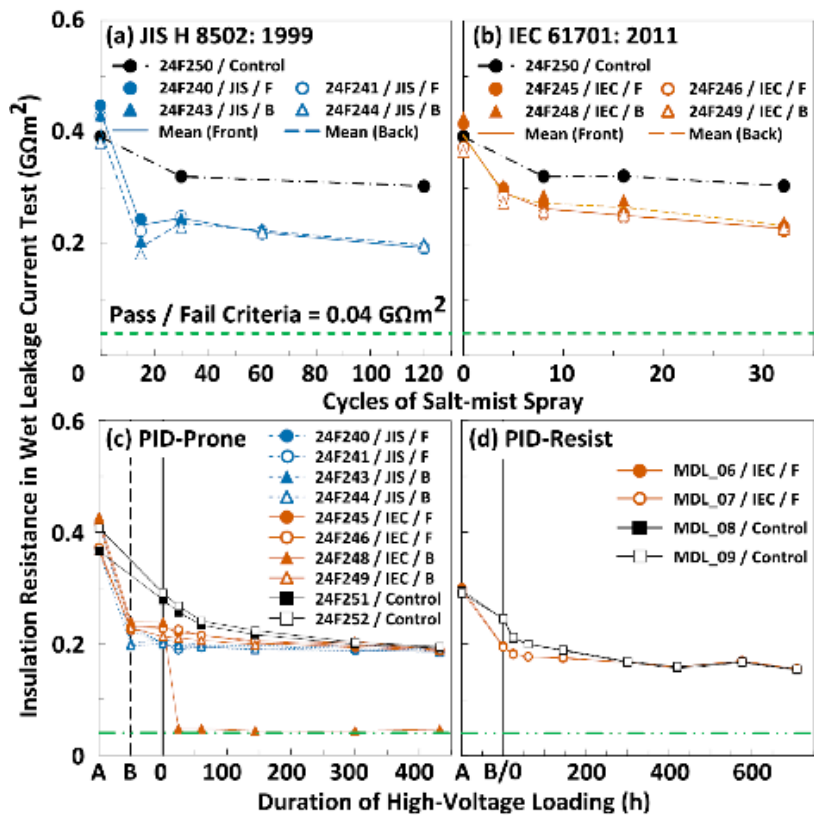 Insulation Resistance in Wet Leakage Current Test (GΩm²)
0.6
0.4
0.2
0
(a) JIS H 8502: 1999
24F250 / Control
24F240 / JIS / F 24F241 / JIS / F
24F243 / JIS / B 24F244 / JIS / B
Mean (Front) Mean (Back)
Pass / Fail Criteria = 0.04 GΩm²
0 20 40 60 80 100 120
(b) IEC 61701: 2011
24F250 / Control
24F245 / IEC / F 24F246 / IEC / F
24F248 / IEC / B 24F249 / IEC / B
Mean (Front) Mean (Back)
0 10 20 30
Cycles of Salt-mist Spray
0.6
0.4
0.2
0
(c) PID-Prone
24F240 / JIS / F
24F241 / JIS / F
24F243 / JIS / B
24F244 / JIS / B
24F245 / IEC / F
24F246 / IEC / F
24F248 / IEC / B
24F249 / IEC / B
24F251 / Control
24F252 / Control
A B 0 100 200 300 400
(d) PID-Resist
MDL_06 / IEC / F
MDL_07 / IEC / F
MDL_08 / Control
MDL_09 / Control
A B/0 200 400 600
Duration of High-Voltage Loading (h)